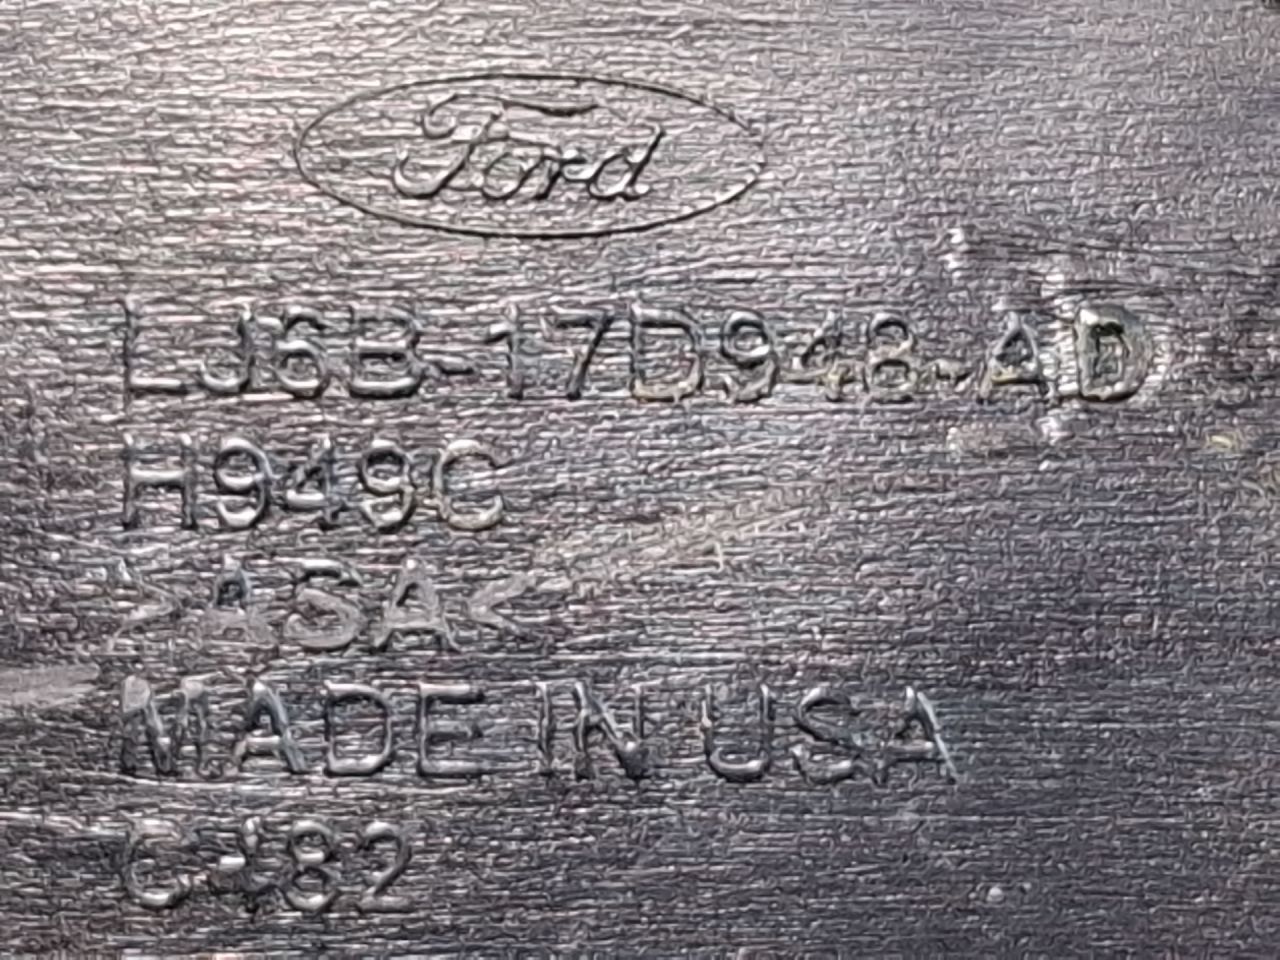 Ford
LJ6B-17D948-AD
H949C
>ASA<
MADE IN USA
C482